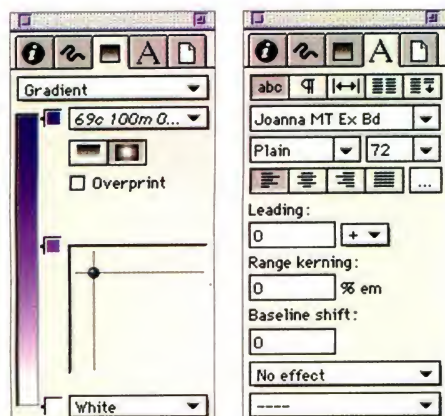 i A
Gradient
69c 100m 0...
Overprint
White
i A
abc ¶
Joanna MT Ex Bd
Plain 72
...
Leading:
0 +
Range kerning:
0 % em
Baseline shift:
0
No effect
----